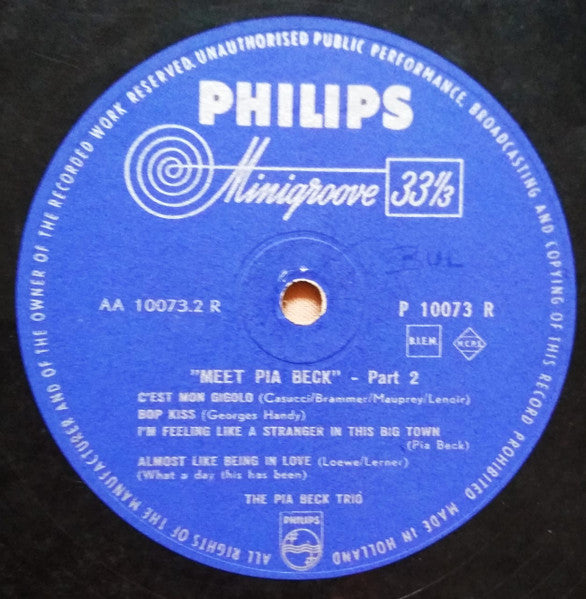 ALL RIGHTS OF THE MANUFACTURER AND OF THE OWNER OF THE RECORDED WORK RESERVED. UNAUTHORISED PUBLIC PERFORMANCE, BROADCASTING AND COPYING OF THIS RECORD PROHIBITED MADE IN HOLLAND
PHILIPS
Minigroove 33⅓
AA 10073.2 R
P 10073 R
B.I.E.M.
"MEET PIA BECK" - Part 2
C'EST MON GIGOLO (Casucci/Brammer/Mauprey/Lenoir)
BOP KISS (Georges Handy)
I'M FEELING LIKE A STRANGER IN THIS BIG TOWN
(Pia Beck)
ALMOST LIKE BEING IN LOVE (Loewe/Lerner)
(What a day this has been)
THE PIA BECK TRIO
PHILIPS